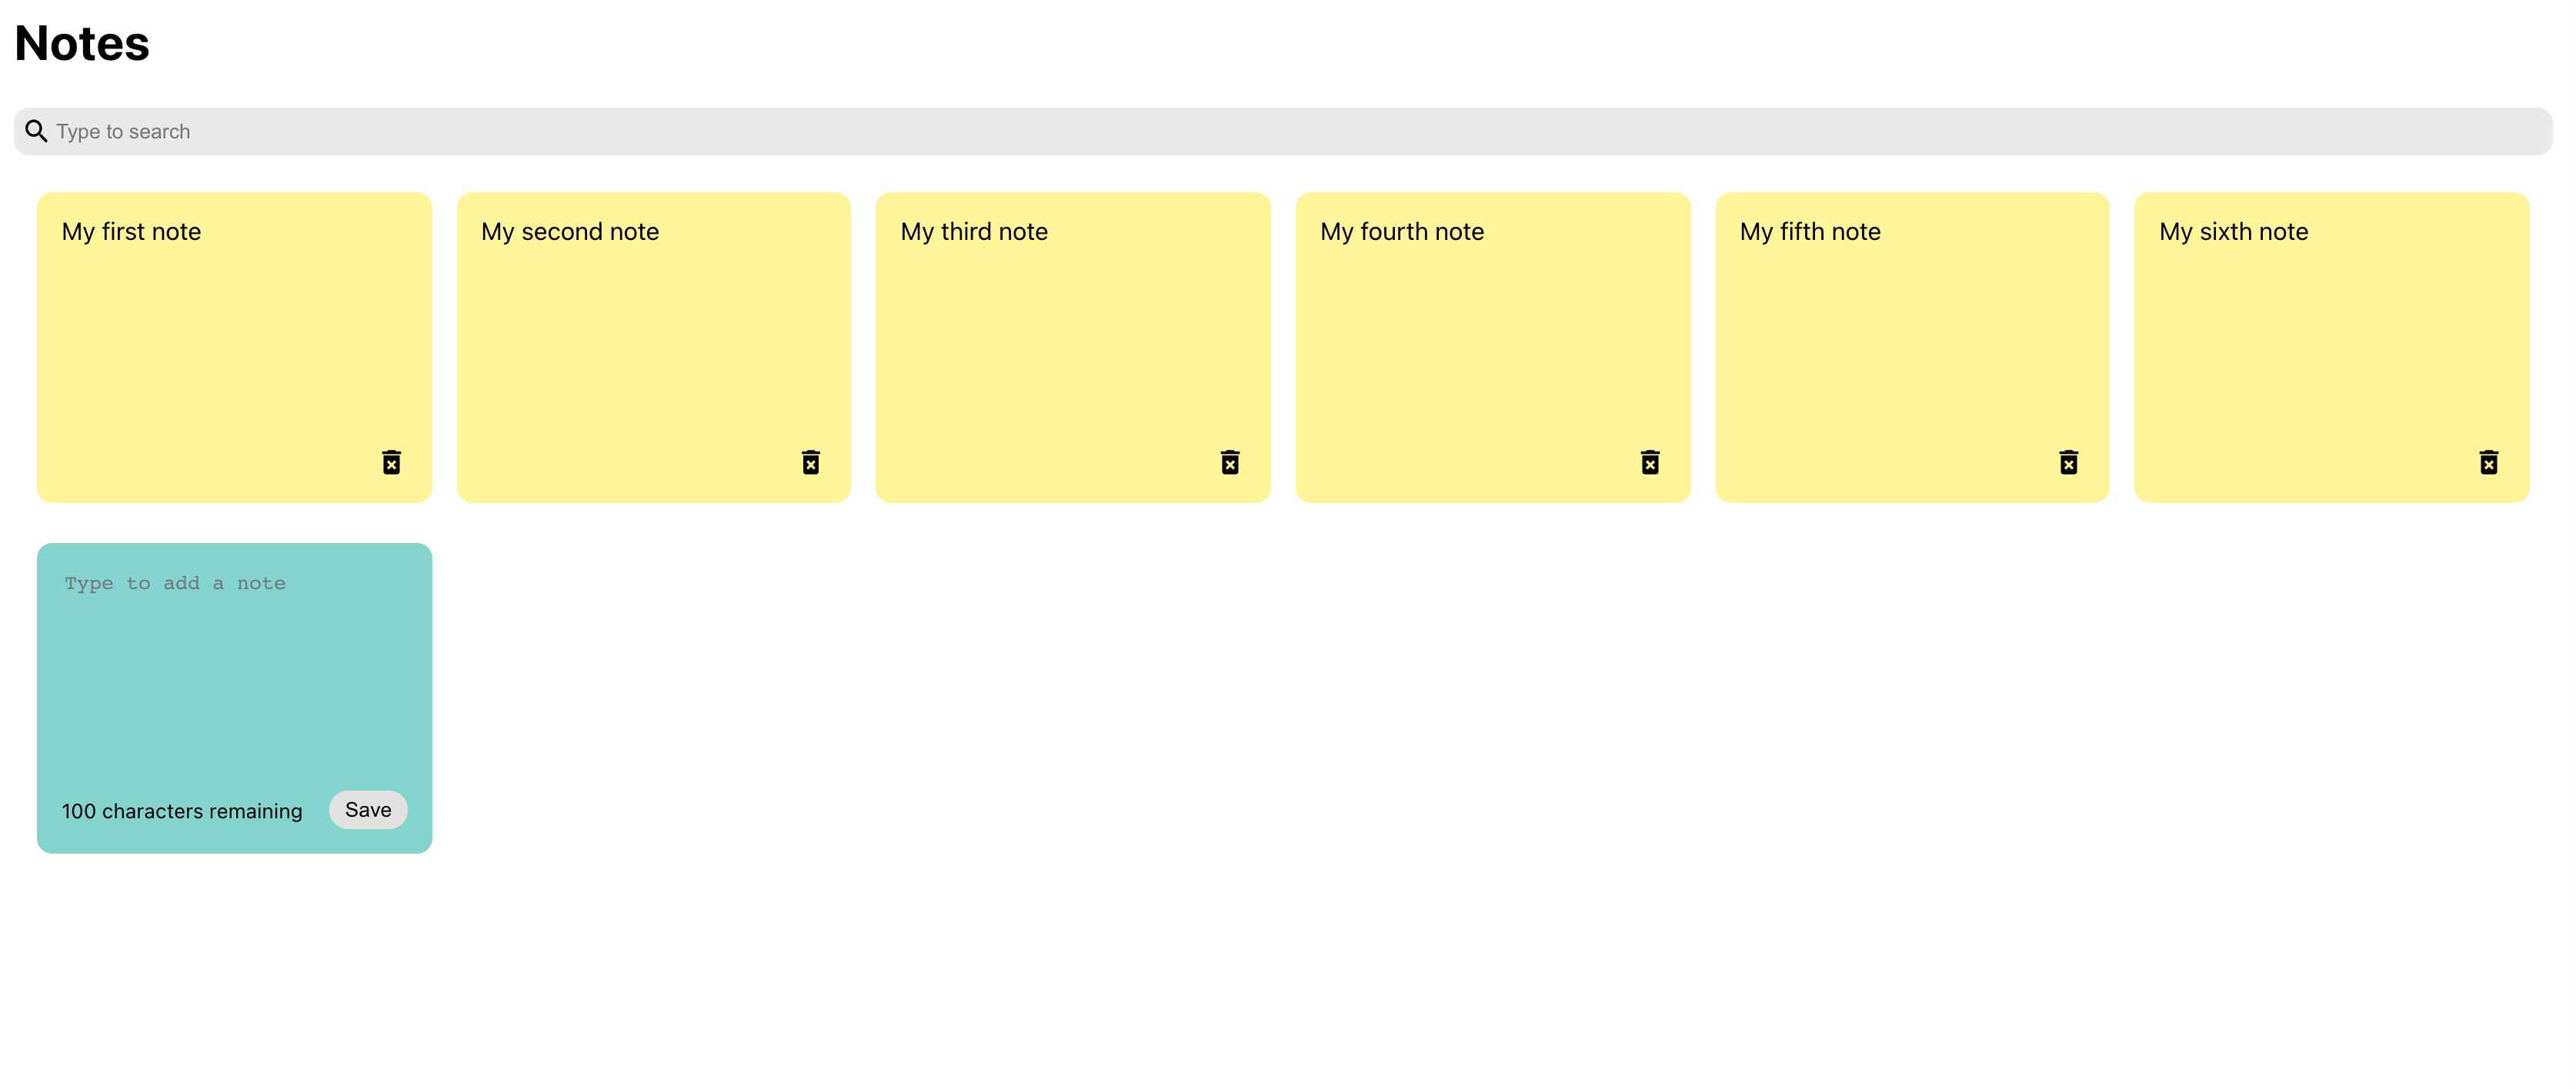 Notes
Type to search
My first note
My second note
My third note
My fourth note
My fifth note
My sixth note
Type to add a note
100 characters remaining
Save